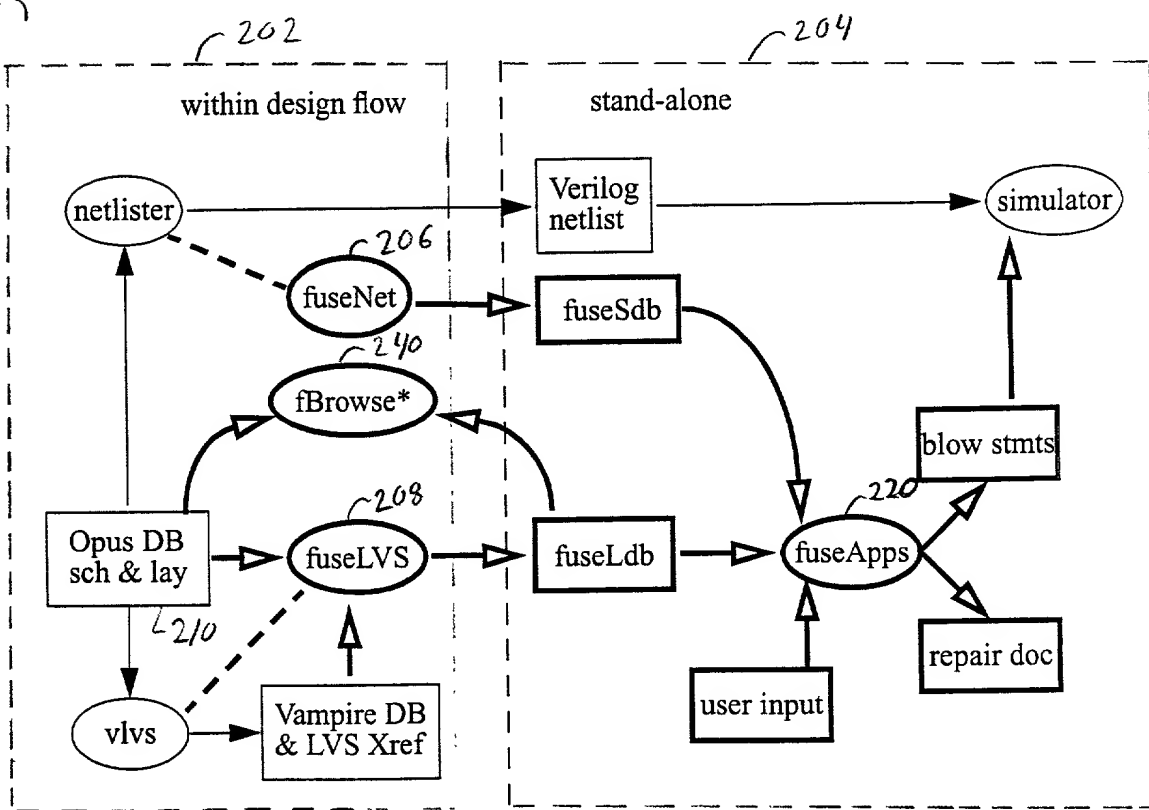 202
204
within design flow
stand-alone
netlister
Verilog
netlist
simulator
206
fuseNet
fuseSdb
240
fBrowse*
blow stmts
208
220
Opus DB
sch & lay
fuseLVS
fuseLdb
fuseApps
210
repair doc
user input
vlvs
Vampire DB
& LVS Xref